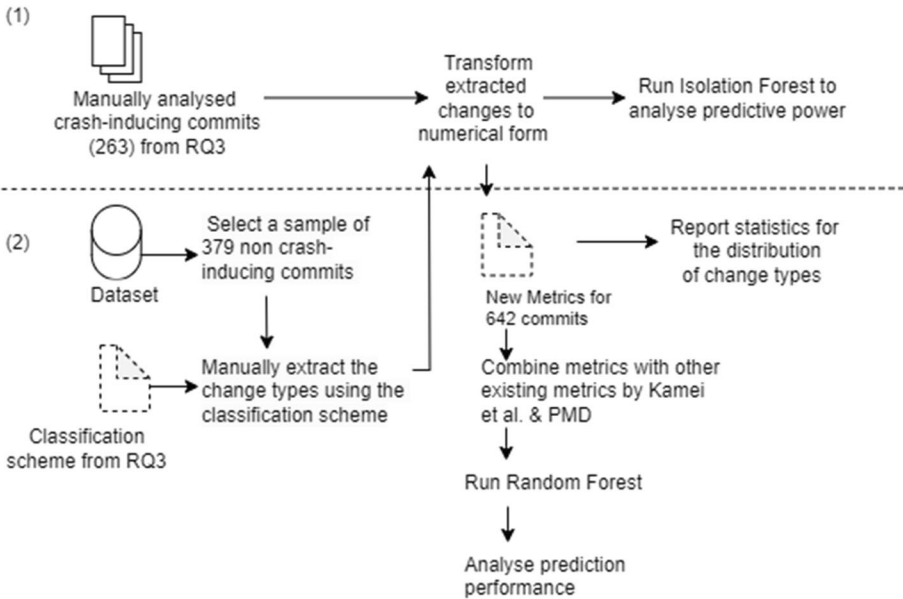 (1)
Manually analysed
crash-inducing commits
(263) from RQ3
Transform
extracted
changes to
numerical form
Run Isolation Forest to
analyse predictive power
(2)
Dataset
Select a sample of
379 non crash-
inducing commits
Classification
scheme from RQ3
Manually extract the
change types using the
classification scheme
New Metrics for
642 commits
Report statistics for
the distribution
of change types
Combine metrics with other
existing metrics by Kamei
et al. & PMD
Run Random Forest
Analyse prediction
performance